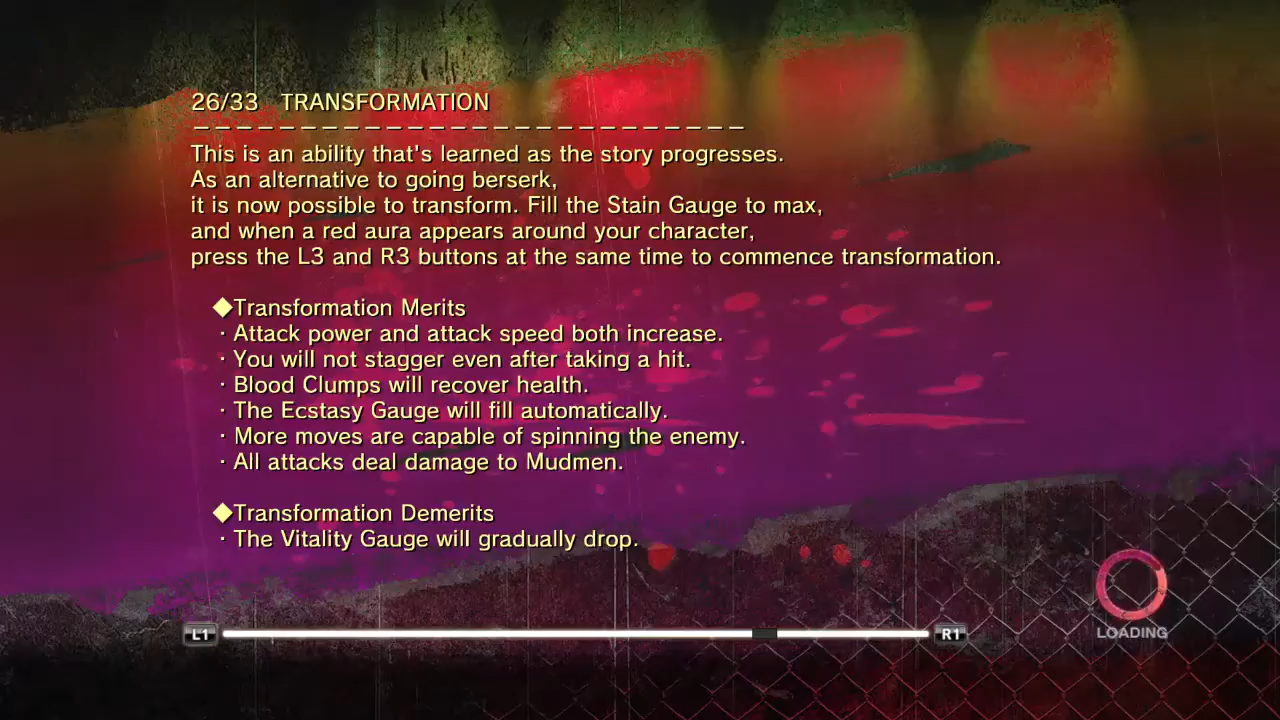 26/33 TRANSFORMATION
This is an ability that's learned as the story progresses.
As an alternative to going berserk,
it is now possible to transform. Fill the Stain Gauge to max,
and when a red aura appears around your character,
press the L3 and R3 buttons at the same time to commence transformation.
◆Transformation Merits
· Attack power and attack speed both increase.
· You will not stagger even after taking a hit.
· Blood Clumps will recover health.
· The Ecstasy Gauge will fill automatically.
· More moves are capable of spinning the enemy.
· All attacks deal damage to Mudmen.
◆Transformation Demerits
· The Vitality Gauge will gradually drop.
L1
R1
LOADING